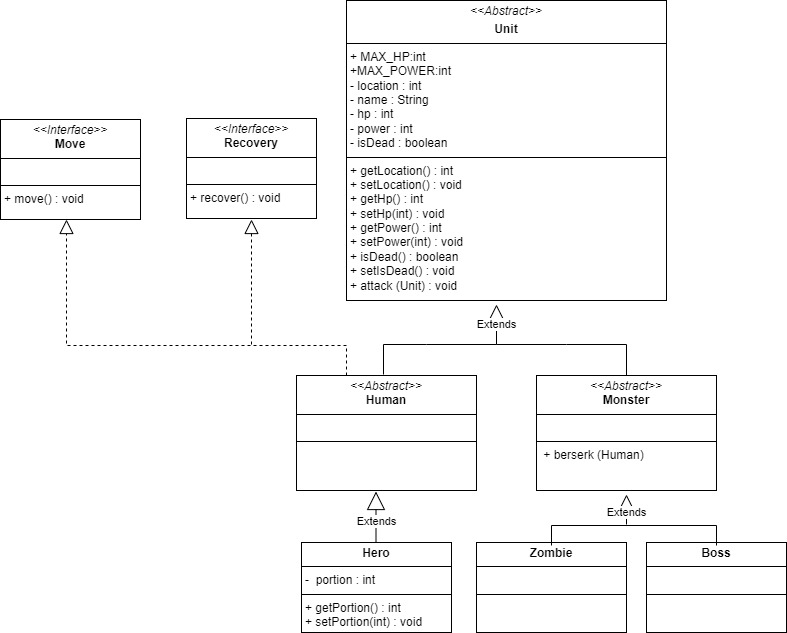 <<Abstract>>
Unit
+ MAX_HP:int
+MAX_POWER:int
- location : int
- name : String
- hp : int
- power : int
- isDead : boolean
+ getLocation() : int
+ setLocation() : void
+ getHp() : int
+ setHp(int) : void
+ getPower() : int
+ setPower(int) : void
+ isDead() : boolean
+ setIsDead() : void
+ attack (Unit) : void
<<Interface>>
Move
+ move() : void
<<Interface>>
Recovery
+ recover() : void
Extends
<<Abstract>>
Human
<<Abstract>>
Monster
+ berserk (Human)
Extends
Extends
Hero
- portion : int
+ getPortion() : int
+ setPortion(int) : void
Zombie
Boss